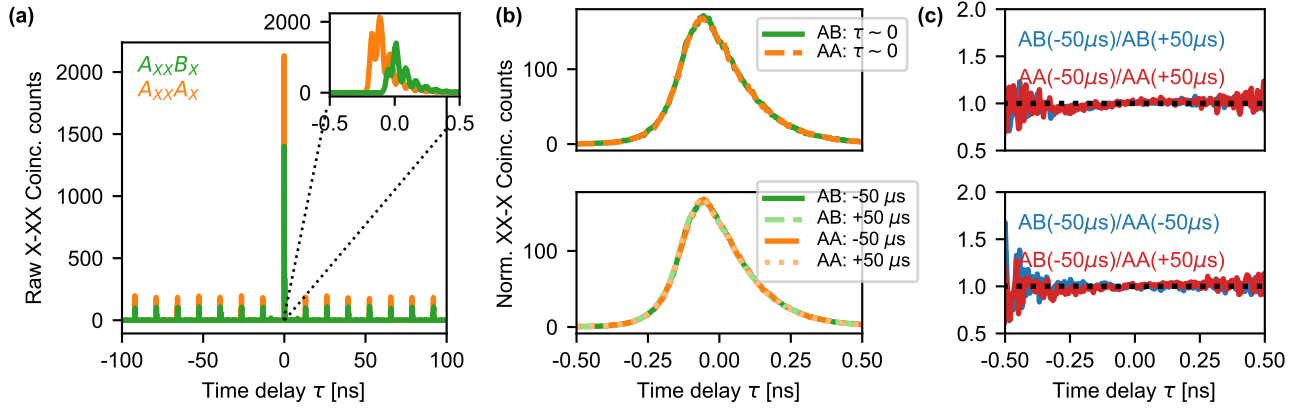 (a)
Raw X-XX Coinc. counts
2000
1500
1000
500
0
-100
-50
0
50
100
Time delay τ [ns]
A_XX B_X
A_XX A_X
2000
0
-0.5
0.0
0.5
(b)
Norm. XX-X Coinc. counts
100
0
AB: τ ~ 0
AA: τ ~ 0
100
0
AB: -50 μs
AB: +50 μs
AA: -50 μs
AA: +50 μs
-0.50
-0.25
0.00
0.25
0.50
Time delay τ [ns]
(c)
2.0
1.5
1.0
0.5
AB(-50μs)/AB(+50μs)
AA(-50μs)/AA(+50μs)
2.0
1.5
1.0
0.5
AB(-50μs)/AA(-50μs)
AB(-50μs)/AA(+50μs)
-0.50
-0.25
0.00
0.25
0.50
Time delay τ [ns]